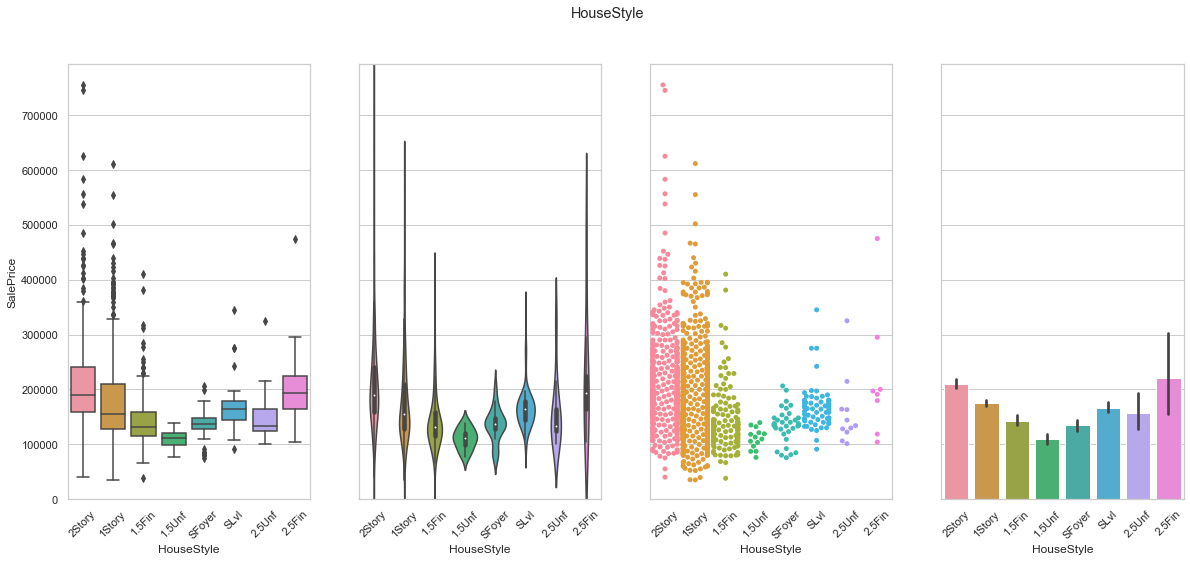 HouseStyle
SalePrice
700000
600000
500000
400000
300000
200000
100000
0
2Story 1Story 1.5Fin 1.5Unf SFoyer SLvl 2.5Unf 2.5Fin
HouseStyle
2Story 1Story 1.5Fin 1.5Unf SFoyer SLvl 2.5Unf 2.5Fin
HouseStyle
2Story 1Story 1.5Fin 1.5Unf SFoyer SLvl 2.5Unf 2.5Fin
HouseStyle
2Story 1Story 1.5Fin 1.5Unf SFoyer SLvl 2.5Unf 2.5Fin
HouseStyle